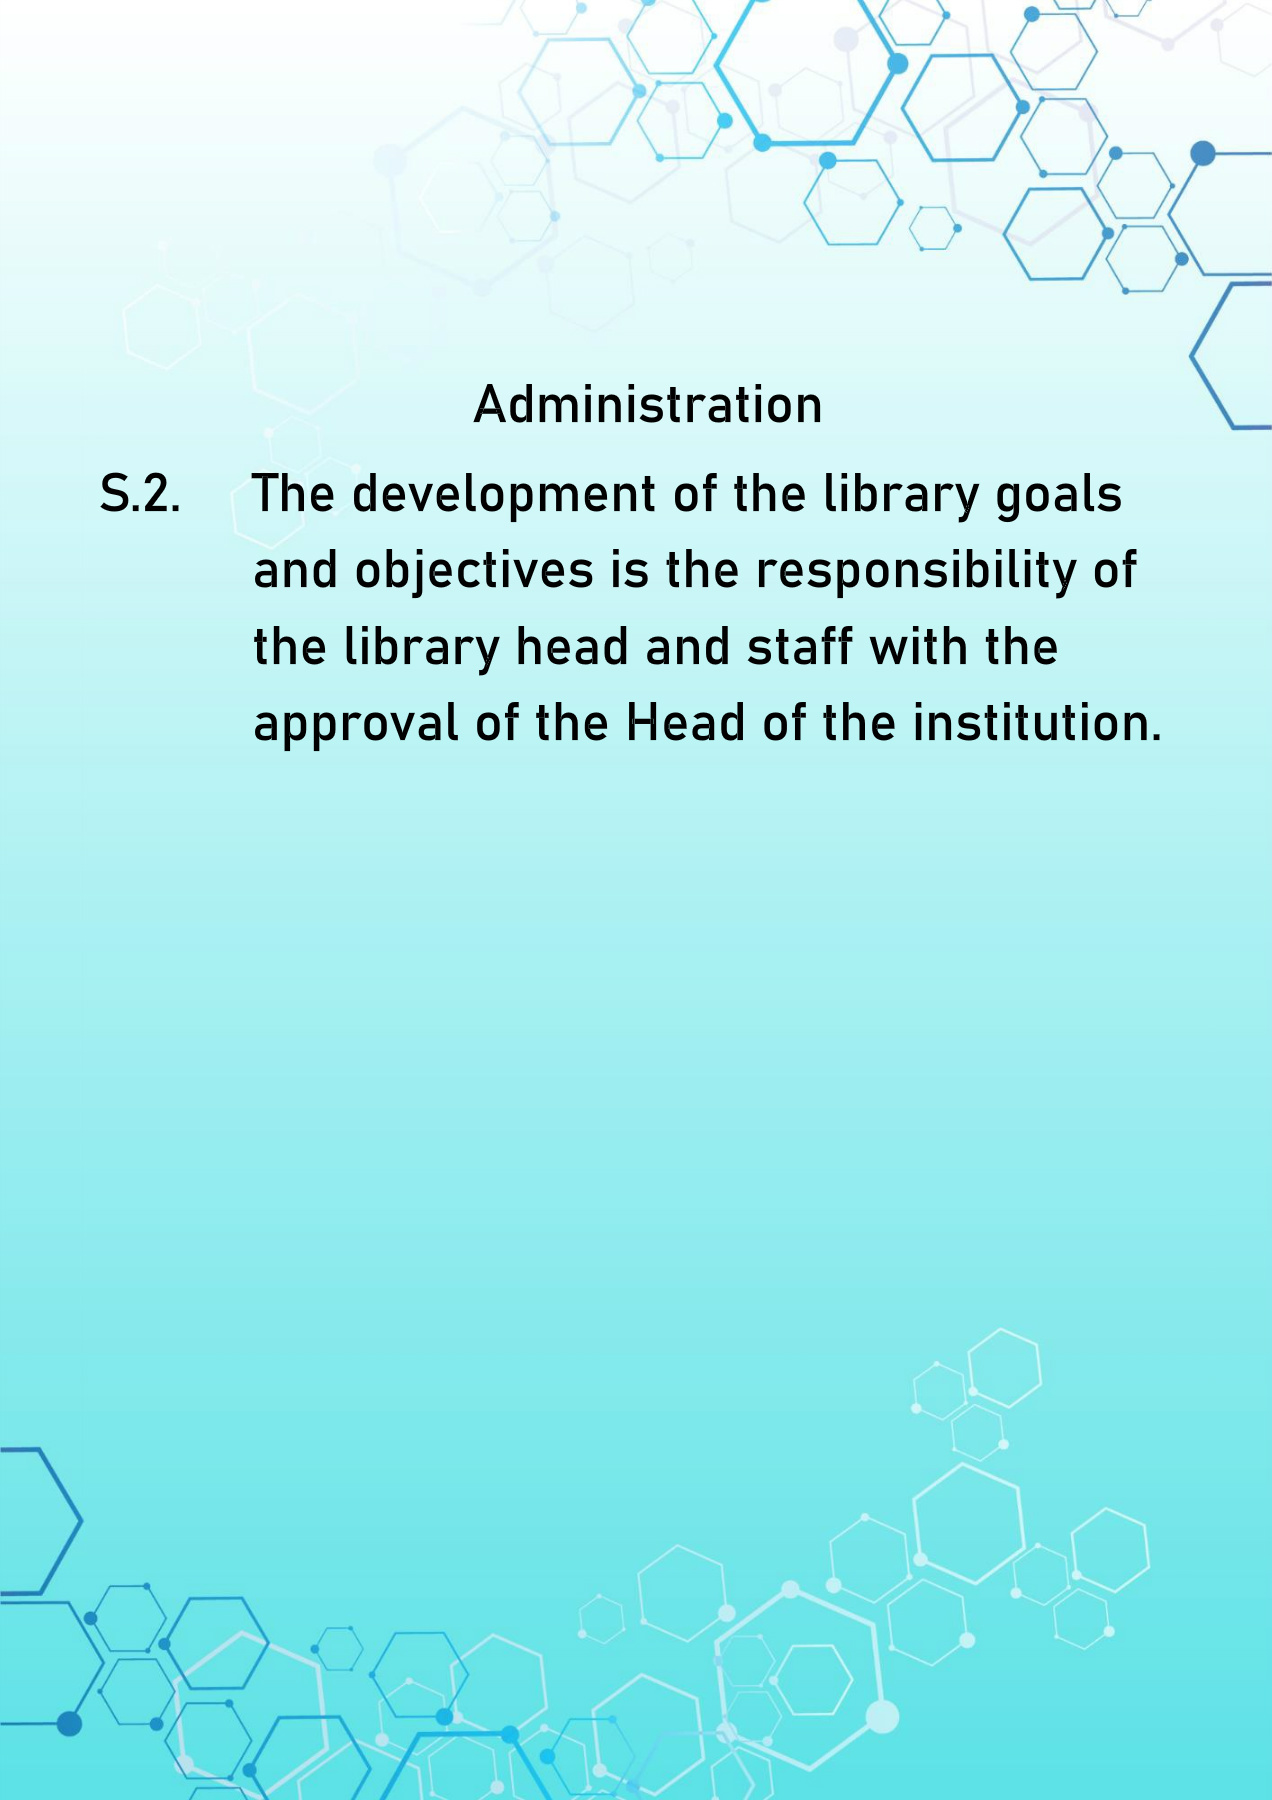 Administration
S.2. The development of the library goals
and objectives is the responsibility of
the library head and staff with the
approval of the Head of the institution.